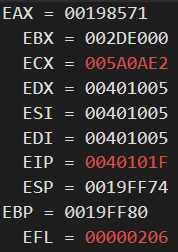 EAX = 00198571
EBX = 002DE000
ECX = 005A0AE2
EDX = 00401005
ESI = 00401005
EDI = 00401005
EIP = 0040101F
ESP = 0019FF74
EBP = 0019FF80
EFL = 00000206